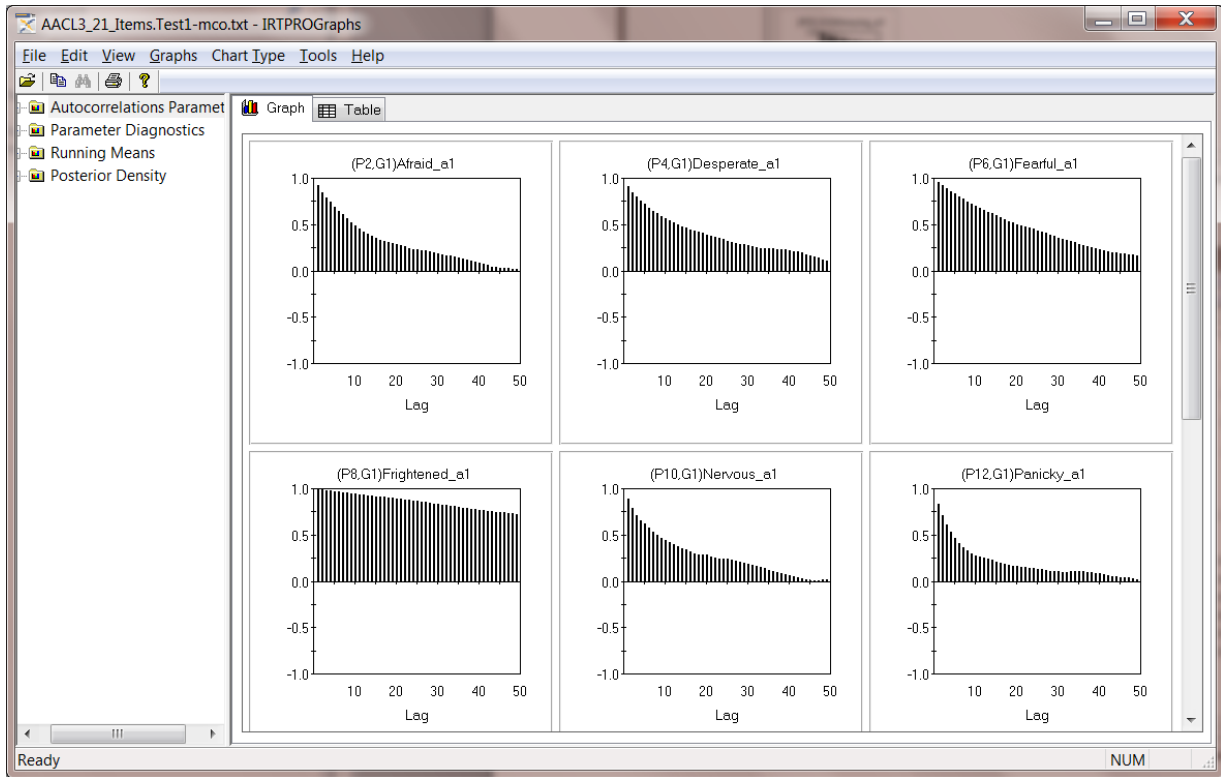 AACL3_21_Items.Test1-mco.txt - IRTPROGraphs
File Edit View Graphs Chart Type Tools Help
Autocorrelations Paramet
Parameter Diagnostics
Running Means
Posterior Density
Graph Table
(P2,G1)Afraid_a1
1.0
0.5
0.0
-0.5
-1.0
10 20 30 40 50
Lag
(P4,G1)Desperate_a1
1.0
0.5
0.0
-0.5
-1.0
10 20 30 40 50
Lag
(P6,G1)Fearful_a1
1.0
0.5
0.0
-0.5
-1.0
10 20 30 40 50
Lag
(P8,G1)Frightened_a1
1.0
0.5
0.0
-0.5
-1.0
10 20 30 40 50
Lag
(P10,G1)Nervous_a1
1.0
0.5
0.0
-0.5
-1.0
10 20 30 40 50
Lag
(P12,G1)Panicky_a1
1.0
0.5
0.0
-0.5
-1.0
10 20 30 40 50
Lag
Ready NUM